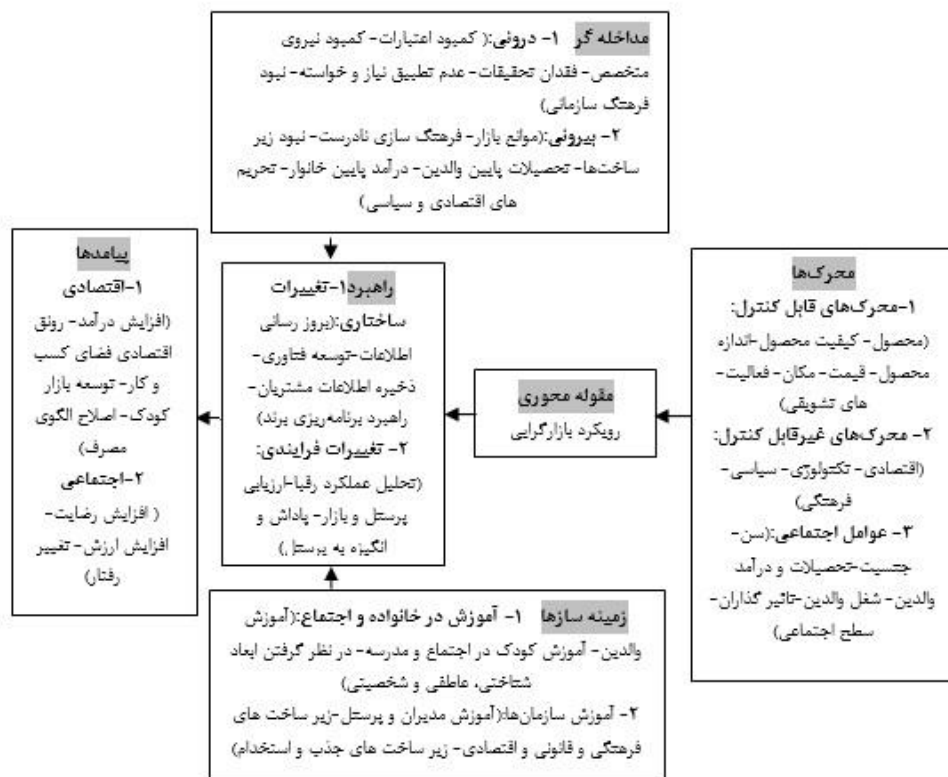 مداخله گر ۱- درونی:( کمبود اعتبارات- کمبود نیروی
متخصص- فقدان تحقیقات- عدم تطبیق نیاز و خواسته- نبود
فرهنگ سازمانی)
۲- بیرونی:(موانع بازار- فرهنگ سازی نادرست- نبود زیر
ساخت‌ها- تحصیلات پایین والدین- درآمد پایین خانوار- تحریم
های اقتصادی و سیاسی)
محرک‌ها
۱-محرک‌های قابل کنترل:
(محصول- کیفیت محصول-اندازه
محصول- قیمت- مکان- فعالیت-
های تشویقی)
۲- محرک‌های غیرقابل کنترل:
(اقتصادی- تکنولوژی- سیاسی-
فرهنگی)
۳- عوامل اجتماعی:(سن-
جنسیت-تحصیلات و درآمد
والدین- شغل والدین-تاثیر گذاران-
سطح اجتماعی)
مقوله محوری
رویکرد بازارگرایی
راهبرد۱-تغییرات
ساختاری:(بروز رسانی
اطلاعات-توسعه فناوری-
ذخیره اطلاعات مشتریان-
راهبرد برنامه‌ریزی برند)
۲- تغییرات فرایندی:
(تحلیل عملکرد رقبا-ارزیابی
پرسنل و بازار- پاداش و
انگیزه به پرسنل)
پیامدها
۱-اقتصادی
(افزایش درآمد- رونق
اقتصادی فضای کسب
و کار- توسعه بازار
کودک- اصلاح الگوی
مصرف)
۲-اجتماعی
( افزایش رضایت-
افزایش ارزش- تغییر
رفتار)
زمینه سازها ۱- آموزش در خانواده و اجتماع:(آموزش
والدین- آموزش کودک در اجتماع و مدرسه- در نظر گرفتن ابعاد
شناختی، عاطفی و شخصیتی)
۲- آموزش سازمان‌ها:(آموزش مدیران و پرسنل-زیر ساخت های
فرهنگی و قانونی و اقتصادی- زیر ساخت های جذب و استخدام)